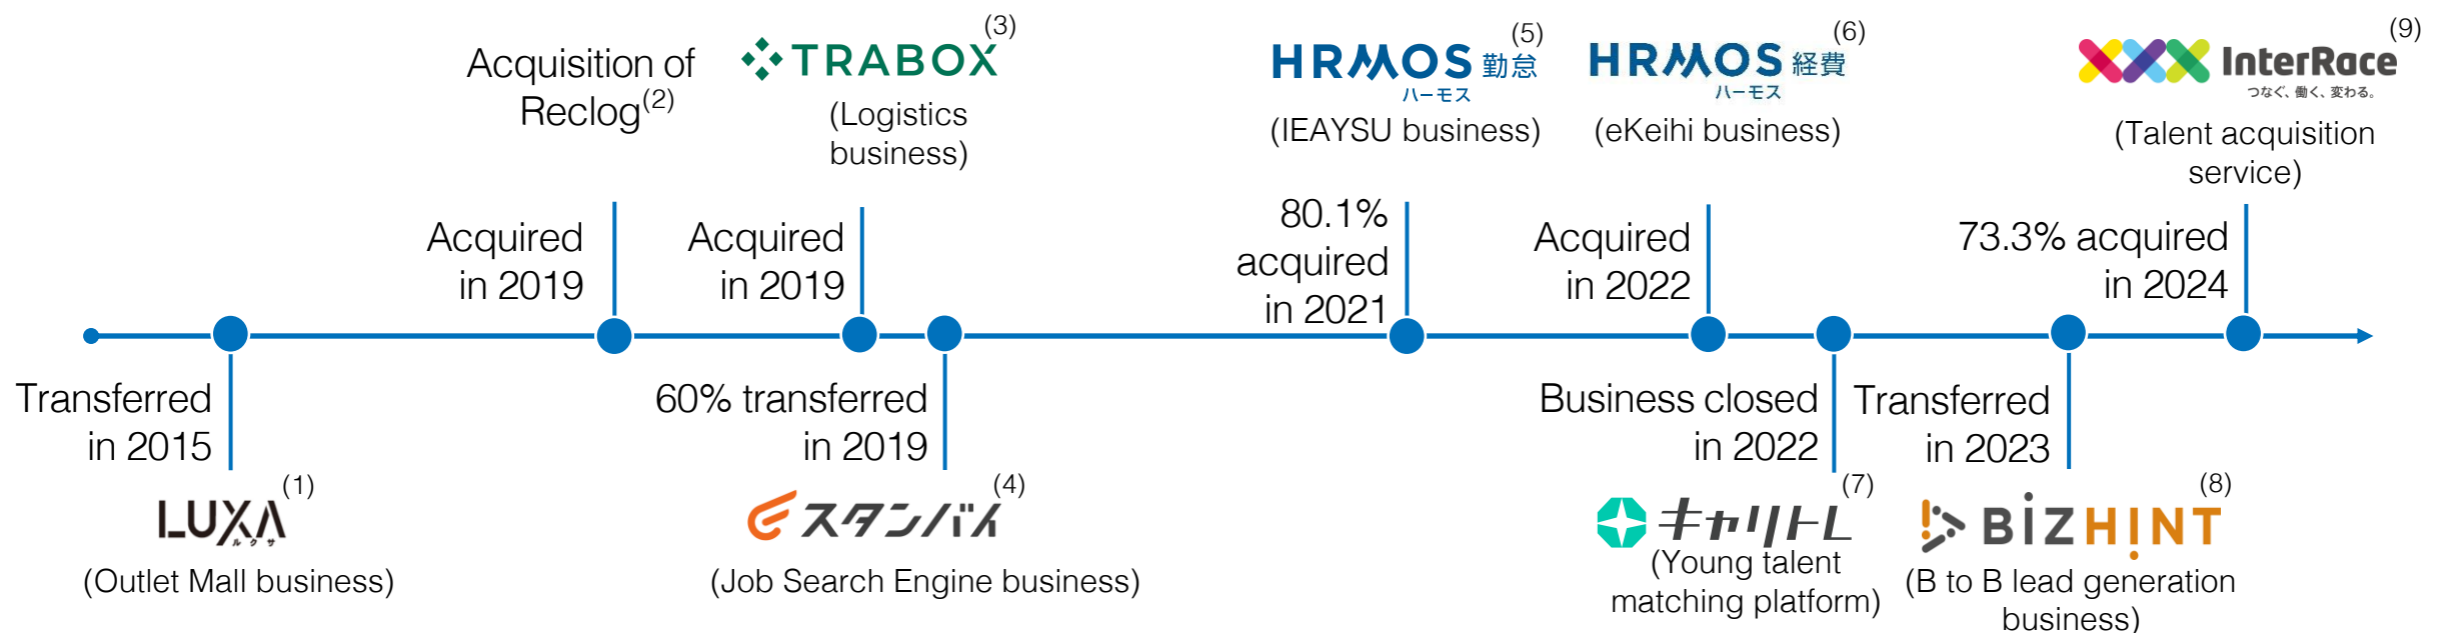 Acquisition of
Reclog(2)
TRABOX
(3)
(Logistics
business)
HRMOS 勤怠
ハーモス
(5)
(IEAYSU business)
HRMOS 経費
ハーモス
(6)
(eKeihi business)
InterRace
つなぐ、働く、変わる。
(9)
(Talent acquisition
service)
Acquired
in 2019
Acquired
in 2019
80.1%
acquired
in 2021
Acquired
in 2022
73.3% acquired
in 2024
Transferred
in 2015
60% transferred
in 2019
Business closed
in 2022
Transferred
in 2023
LUXA
ルクサ
(1)
(Outlet Mall business)
スタンバイ
(4)
(Job Search Engine business)
キャリトレ
(7)
(Young talent
matching platform)
BIZHINT
(8)
(B to B lead generation
business)